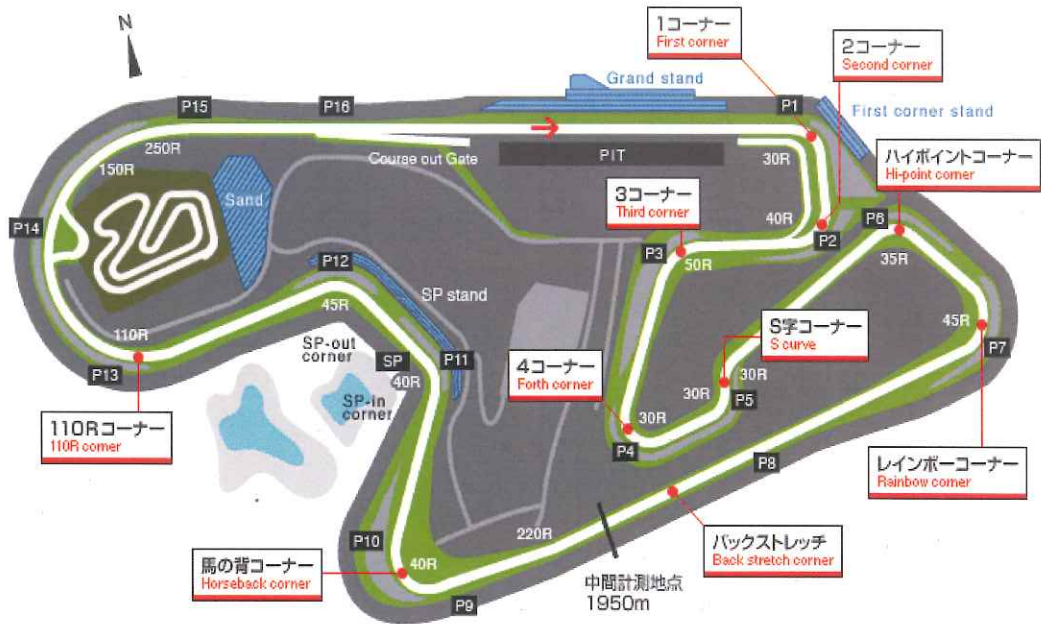 N
1コーナー
First corner
2コーナー
Second corner
Grand stand
First corner stand
P15
P16
P1
ハイポイントコーナー
Hi-point corner
250R
150R
Course out Gate
PIT
30R
3コーナー
Third corner
40R
P2
P6
Sand
P14
P3
50R
35R
P12
SP stand
45R
S字コーナー
S curve
45R
P7
110R
SP-out
corner
P13
SP
40R
P11
4コーナー
Forth corner
30R
30R
P5
SP-in
corner
30R
P4
110Rコーナー
110R corner
P8
レインボーコーナー
Rainbow corner
P10
220R
バックストレッチ
Back stretch corner
馬の背コーナー
Horseback corner
40R
P9
中間計測地点
1950m